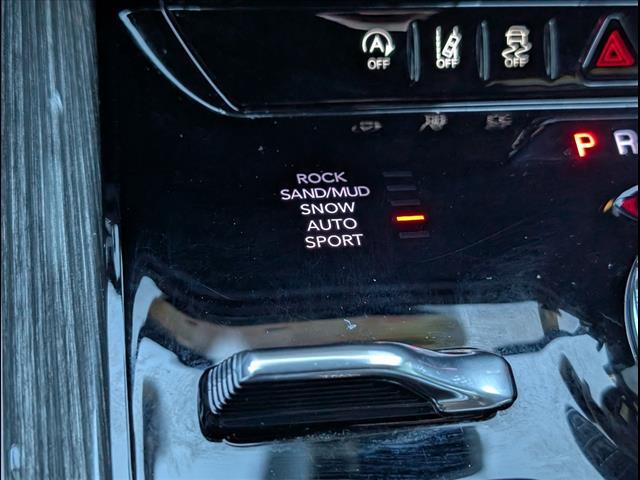 A OFF
OFF
OFF
P R
ROCK
SAND/MUD
SNOW
AUTO
SPORT